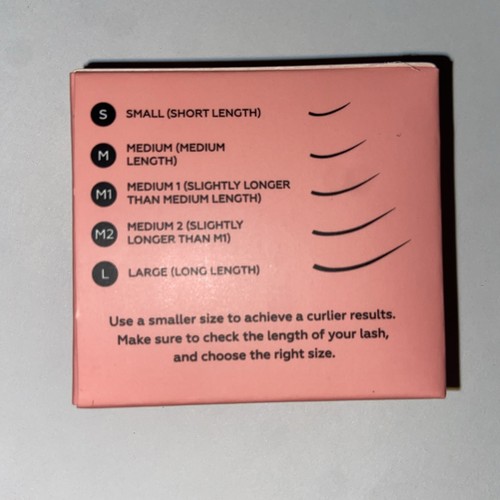 S SMALL (SHORT LENGTH)
M MEDIUM (MEDIUM
LENGTH)
M1 MEDIUM 1 (SLIGHTLY LONGER
THAN MEDIUM LENGTH)
M2 MEDIUM 2 (SLIGHTLY
LONGER THAN M1)
L LARGE (LONG LENGTH)
Use a smaller size to achieve a curlier results.
Make sure to check the length of your lash,
and choose the right size.